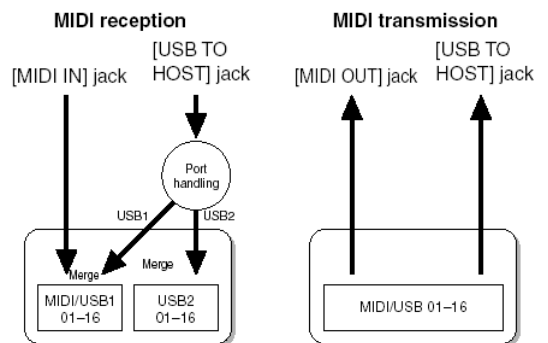 MIDI reception
[MIDI IN] jack
[USB TO
HOST] jack
Port
handling
USB1
USB2
Merge
Merge
MIDI/USB1
01–16
USB2
01–16
MIDI transmission
[MIDI OUT] jack
[USB TO
HOST] jack
MIDI/USB 01–16